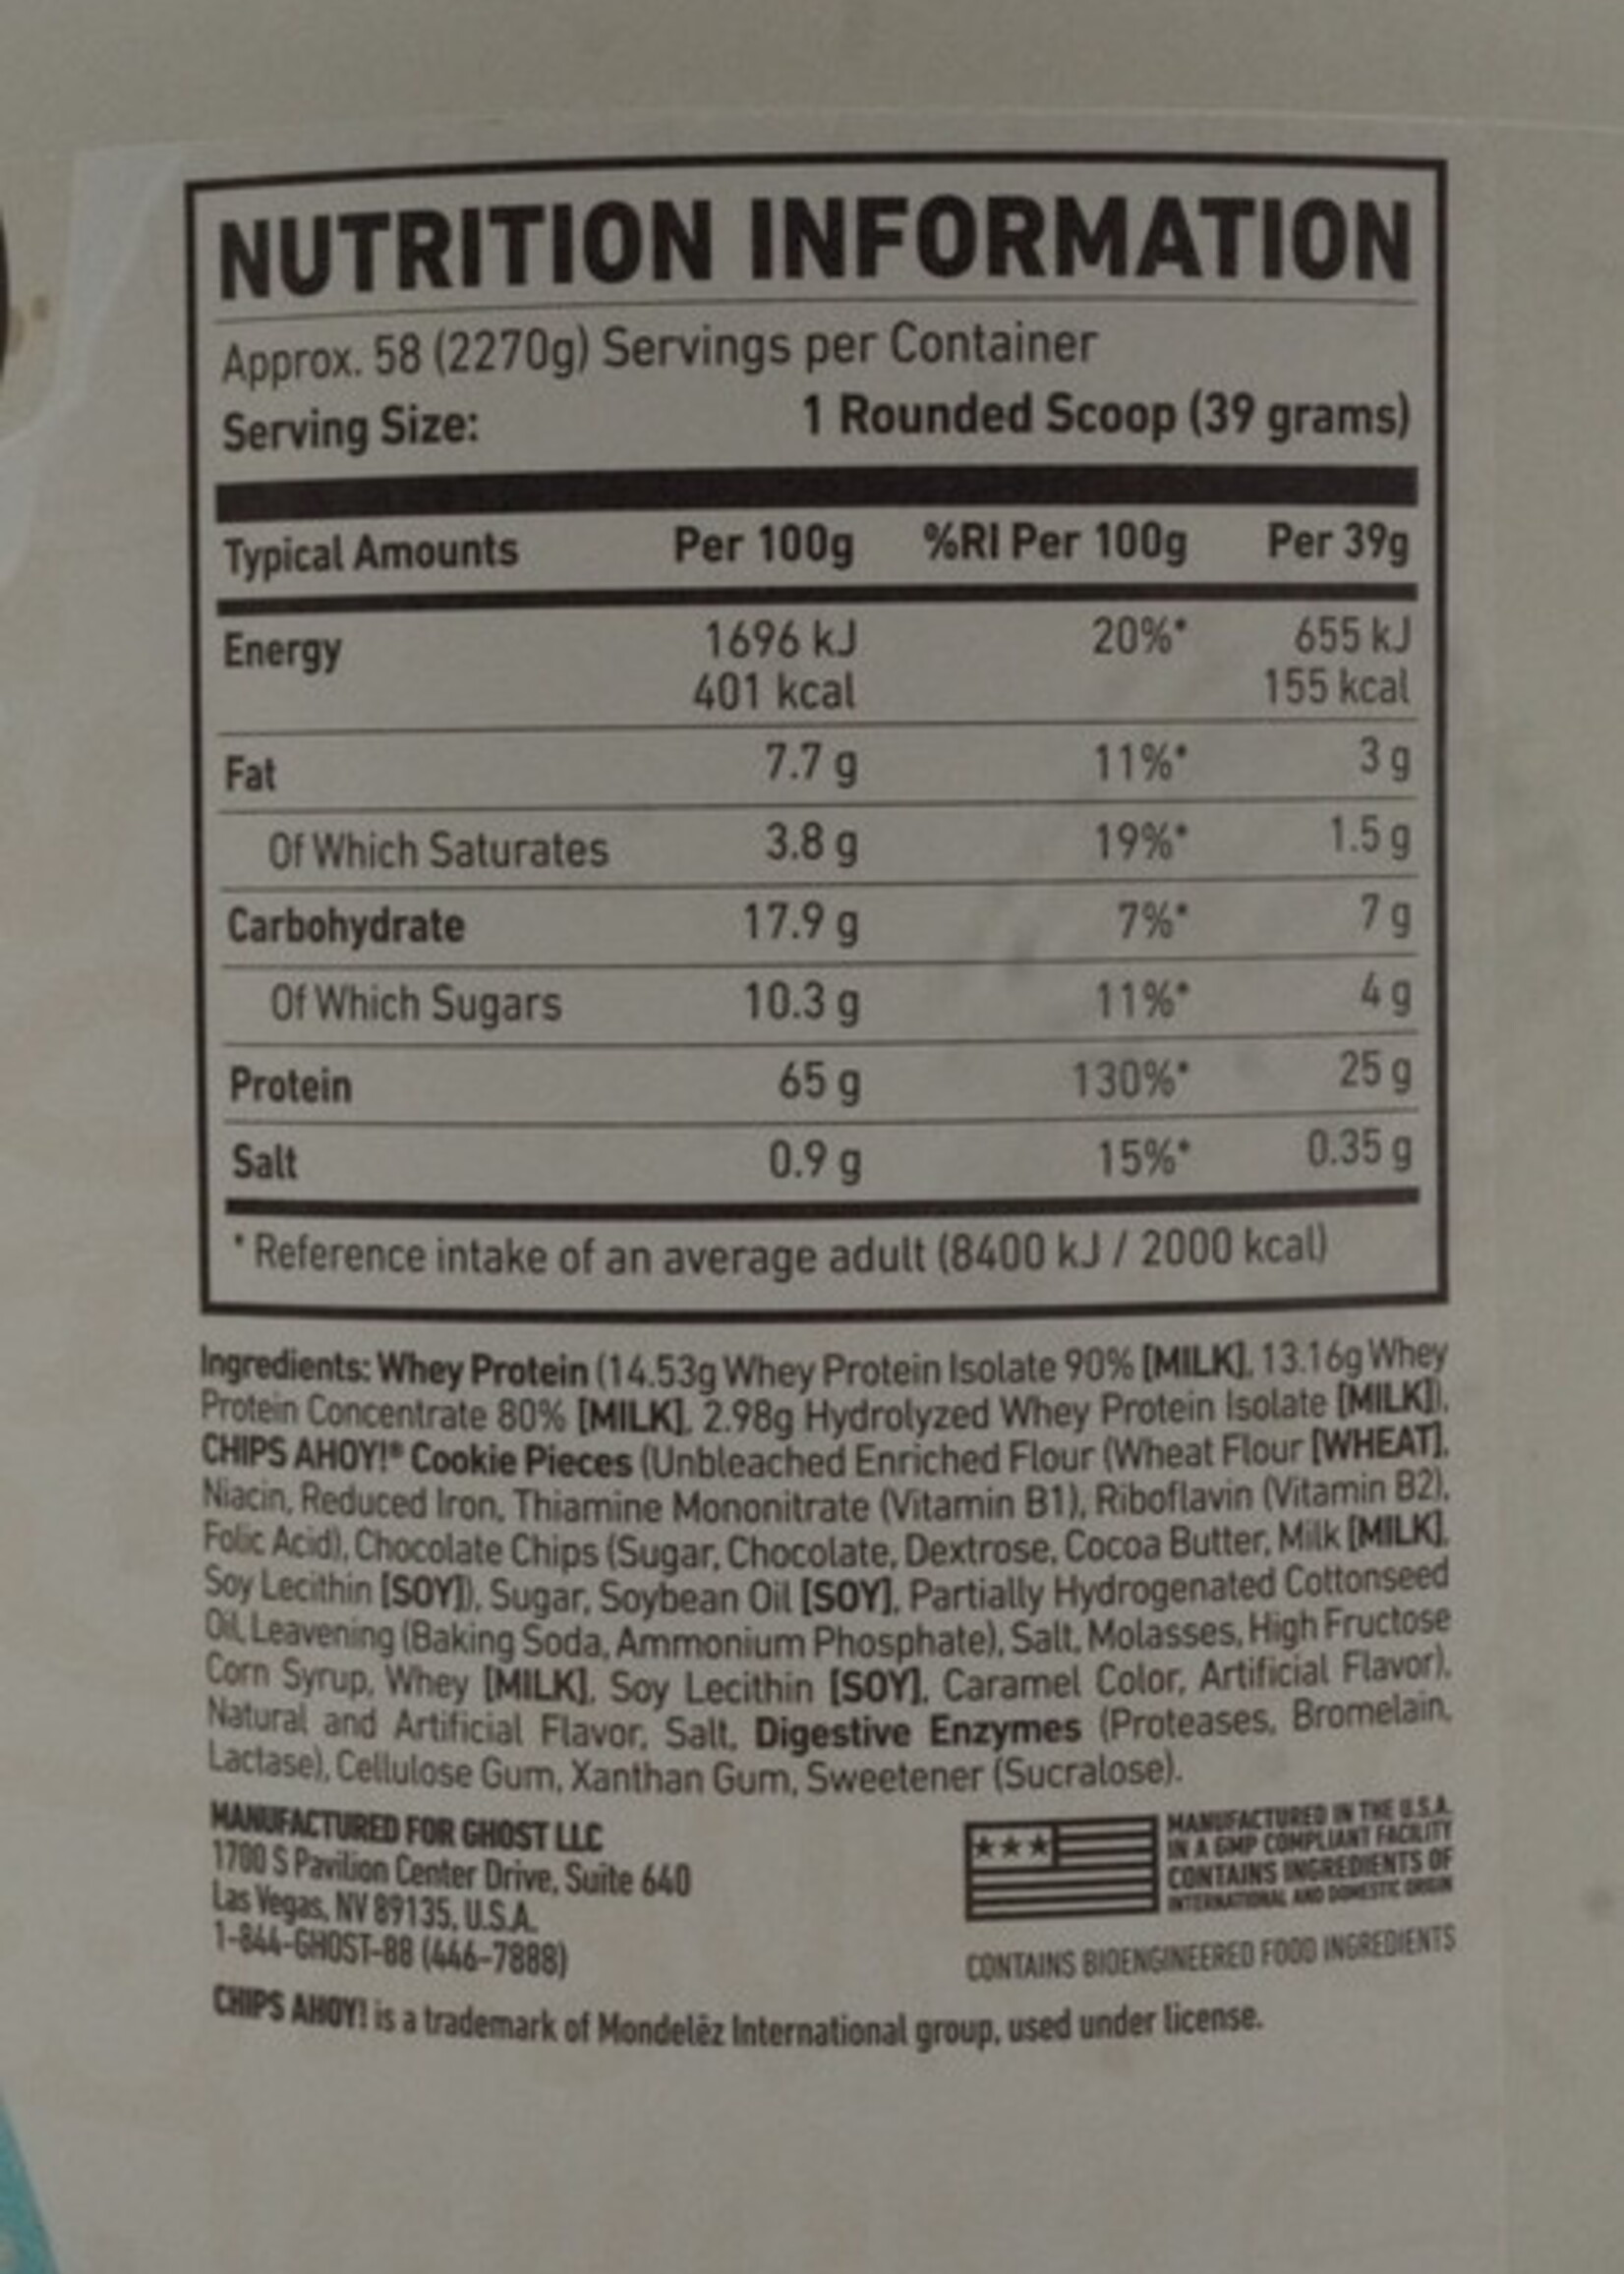 NUTRITION INFORMATION
Approx. 58 (2270g) Servings per Container
Serving Size: 1 Rounded Scoop (39 grams)
Typical Amounts Per 100g %RI Per 100g Per 39g
Energy 1696 kJ 20%* 655 kJ
401 kcal 155 kcal
Fat 7.7 g 11%* 3 g
Of Which Saturates 3.8 g 19%* 1.5 g
Carbohydrate 17.9 g 7%* 7 g
Of Which Sugars 10.3 g 11%* 4 g
Protein 65 g 130%* 25 g
Salt 0.9 g 15%* 0.35 g
* Reference intake of an average adult (8400 kJ / 2000 kcal)
Ingredients: Whey Protein (14.53g Whey Protein Isolate 90% [MILK], 13.16g Whey
Protein Concentrate 80% [MILK], 2.98g Hydrolyzed Whey Protein Isolate [MILK]),
CHIPS AHOY!® Cookie Pieces (Unbleached Enriched Flour (Wheat Flour [WHEAT],
Niacin, Reduced Iron, Thiamine Mononitrate (Vitamin B1), Riboflavin (Vitamin B2),
Folic Acid), Chocolate Chips (Sugar, Chocolate, Dextrose, Cocoa Butter, Milk [MILK],
Soy Lecithin [SOY]), Sugar, Soybean Oil [SOY], Partially Hydrogenated Cottonseed
Oil, Leavening (Baking Soda, Ammonium Phosphate), Salt, Molasses, High Fructose
Corn Syrup, Whey [MILK], Soy Lecithin [SOY], Caramel Color, Artificial Flavor),
Natural and Artificial Flavor, Salt, Digestive Enzymes (Proteases, Bromelain,
Lactase), Cellulose Gum, Xanthan Gum, Sweetener (Sucralose).
MANUFACTURED FOR GHOST LLC
1700 S Pavilion Center Drive, Suite 640
Las Vegas, NV 89135, U.S.A.
1-844-GHOST-88 (446-7888)
MANUFACTURED IN THE U.S.A.
IN A GMP COMPLIANT FACILITY
CONTAINS INGREDIENTS OF
INTERNATIONAL AND DOMESTIC ORIGIN
CONTAINS BIOENGINEERED FOOD INGREDIENTS
CHIPS AHOY! is a trademark of Mondelēz International group, used under license.